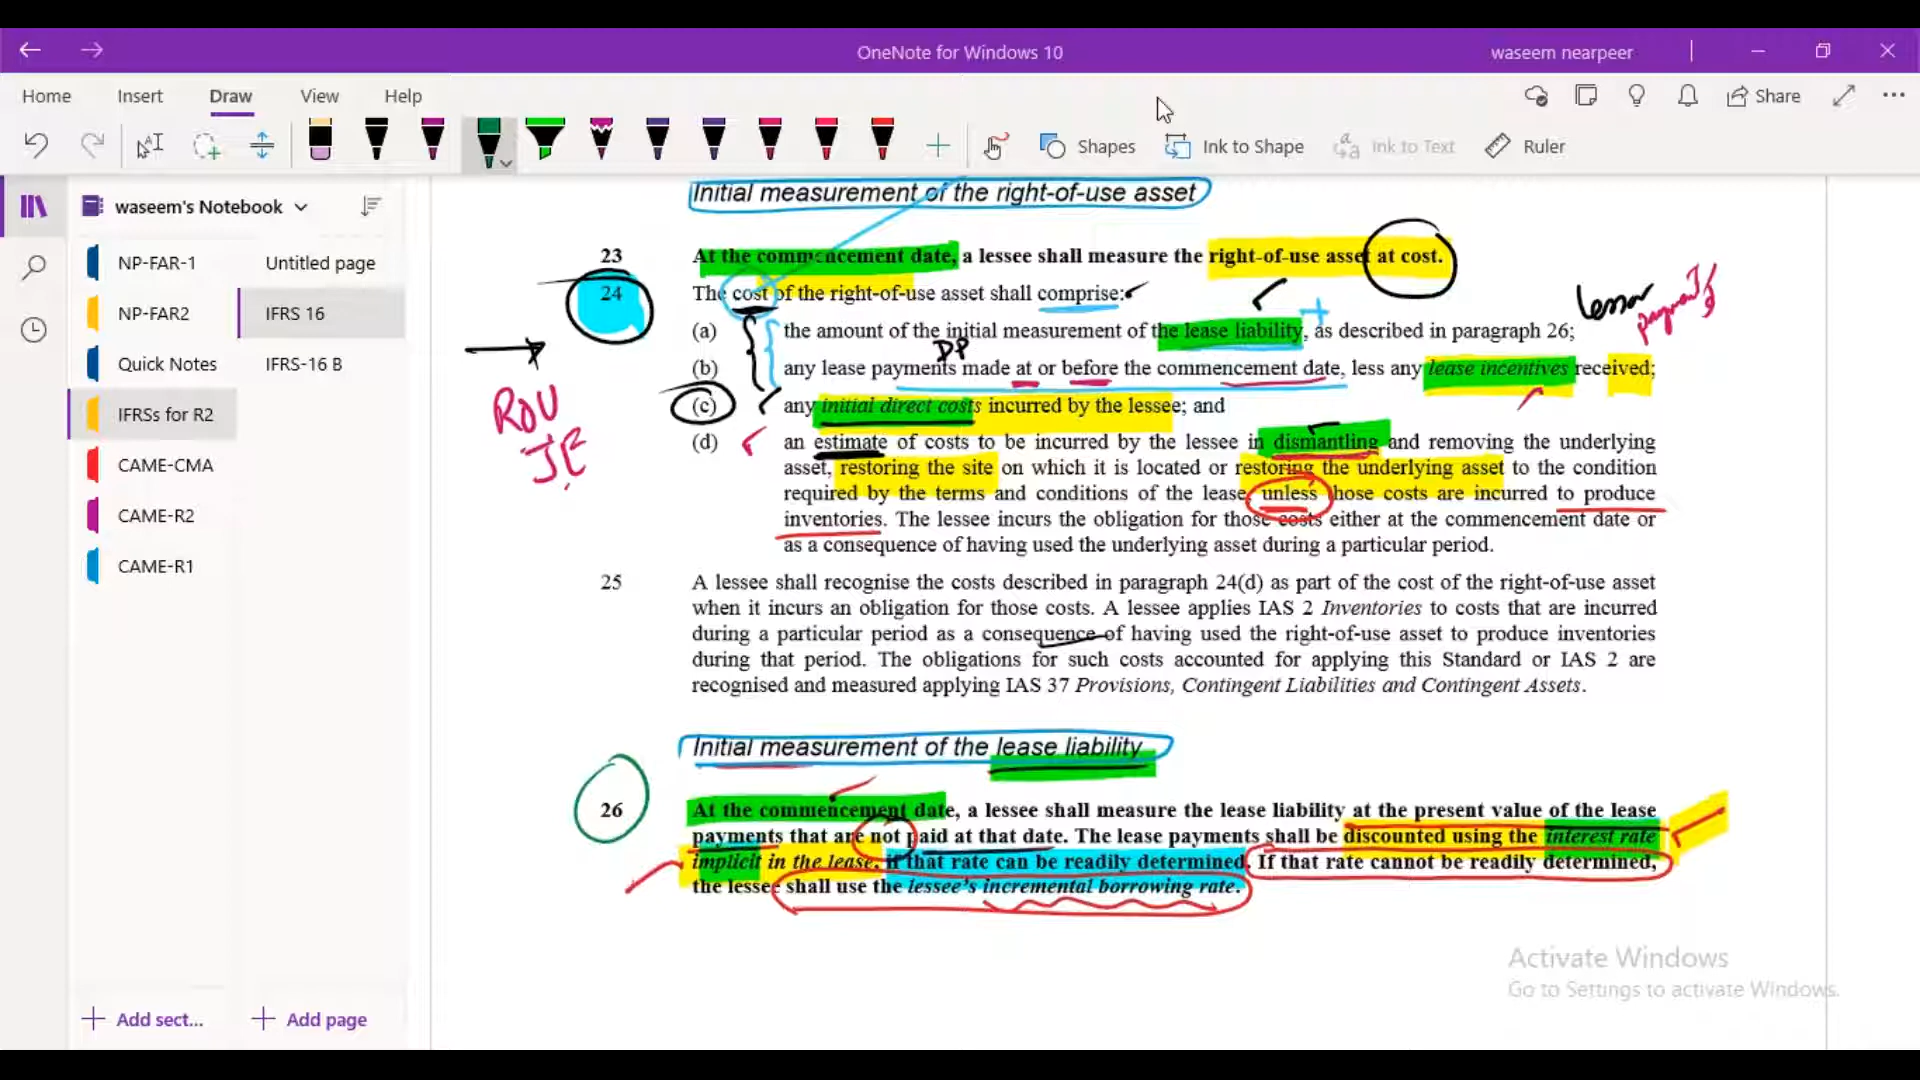 OneNote for Windows 10
waseem nearpeer
Home Insert Draw View Help
Share
Shapes Ink to Shape Ink to Text Ruler
waseem's Notebook
NP-FAR-1
NP-FAR2
Quick Notes
IFRSs for R2
CAME-CMA
CAME-R2
CAME-R1
Untitled page
IFRS 16
IFRS-16 B
Add sect...
Add page
Initial measurement of the right-of-use asset
23 At the commencement date, a lessee shall measure the right-of-use asset at cost.
24 The cost of the right-of-use asset shall comprise:
lessor
payments
(a) the amount of the initial measurement of the lease liability, as described in paragraph 26;
DP
(b) any lease payments made at or before the commencement date, less any lease incentives received;
(c) any initial direct costs incurred by the lessee; and
ROU
JE
(d) an estimate of costs to be incurred by the lessee in dismantling and removing the underlying
asset, restoring the site on which it is located or restoring the underlying asset to the condition
required by the terms and conditions of the lease, unless those costs are incurred to produce
inventories. The lessee incurs the obligation for those costs either at the commencement date or
as a consequence of having used the underlying asset during a particular period.
25 A lessee shall recognise the costs described in paragraph 24(d) as part of the cost of the right-of-use asset
when it incurs an obligation for those costs. A lessee applies IAS 2 Inventories to costs that are incurred
during a particular period as a consequence of having used the right-of-use asset to produce inventories
during that period. The obligations for such costs accounted for applying this Standard or IAS 2 are
recognised and measured applying IAS 37 Provisions, Contingent Liabilities and Contingent Assets.
Initial measurement of the lease liability
26 At the commencement date, a lessee shall measure the lease liability at the present value of the lease
payments that are not paid at that date. The lease payments shall be discounted using the interest rate
implicit in the lease, if that rate can be readily determined. If that rate cannot be readily determined,
the lessee shall use the lessee's incremental borrowing rate.
Activate Windows
Go to Settings to activate Windows.